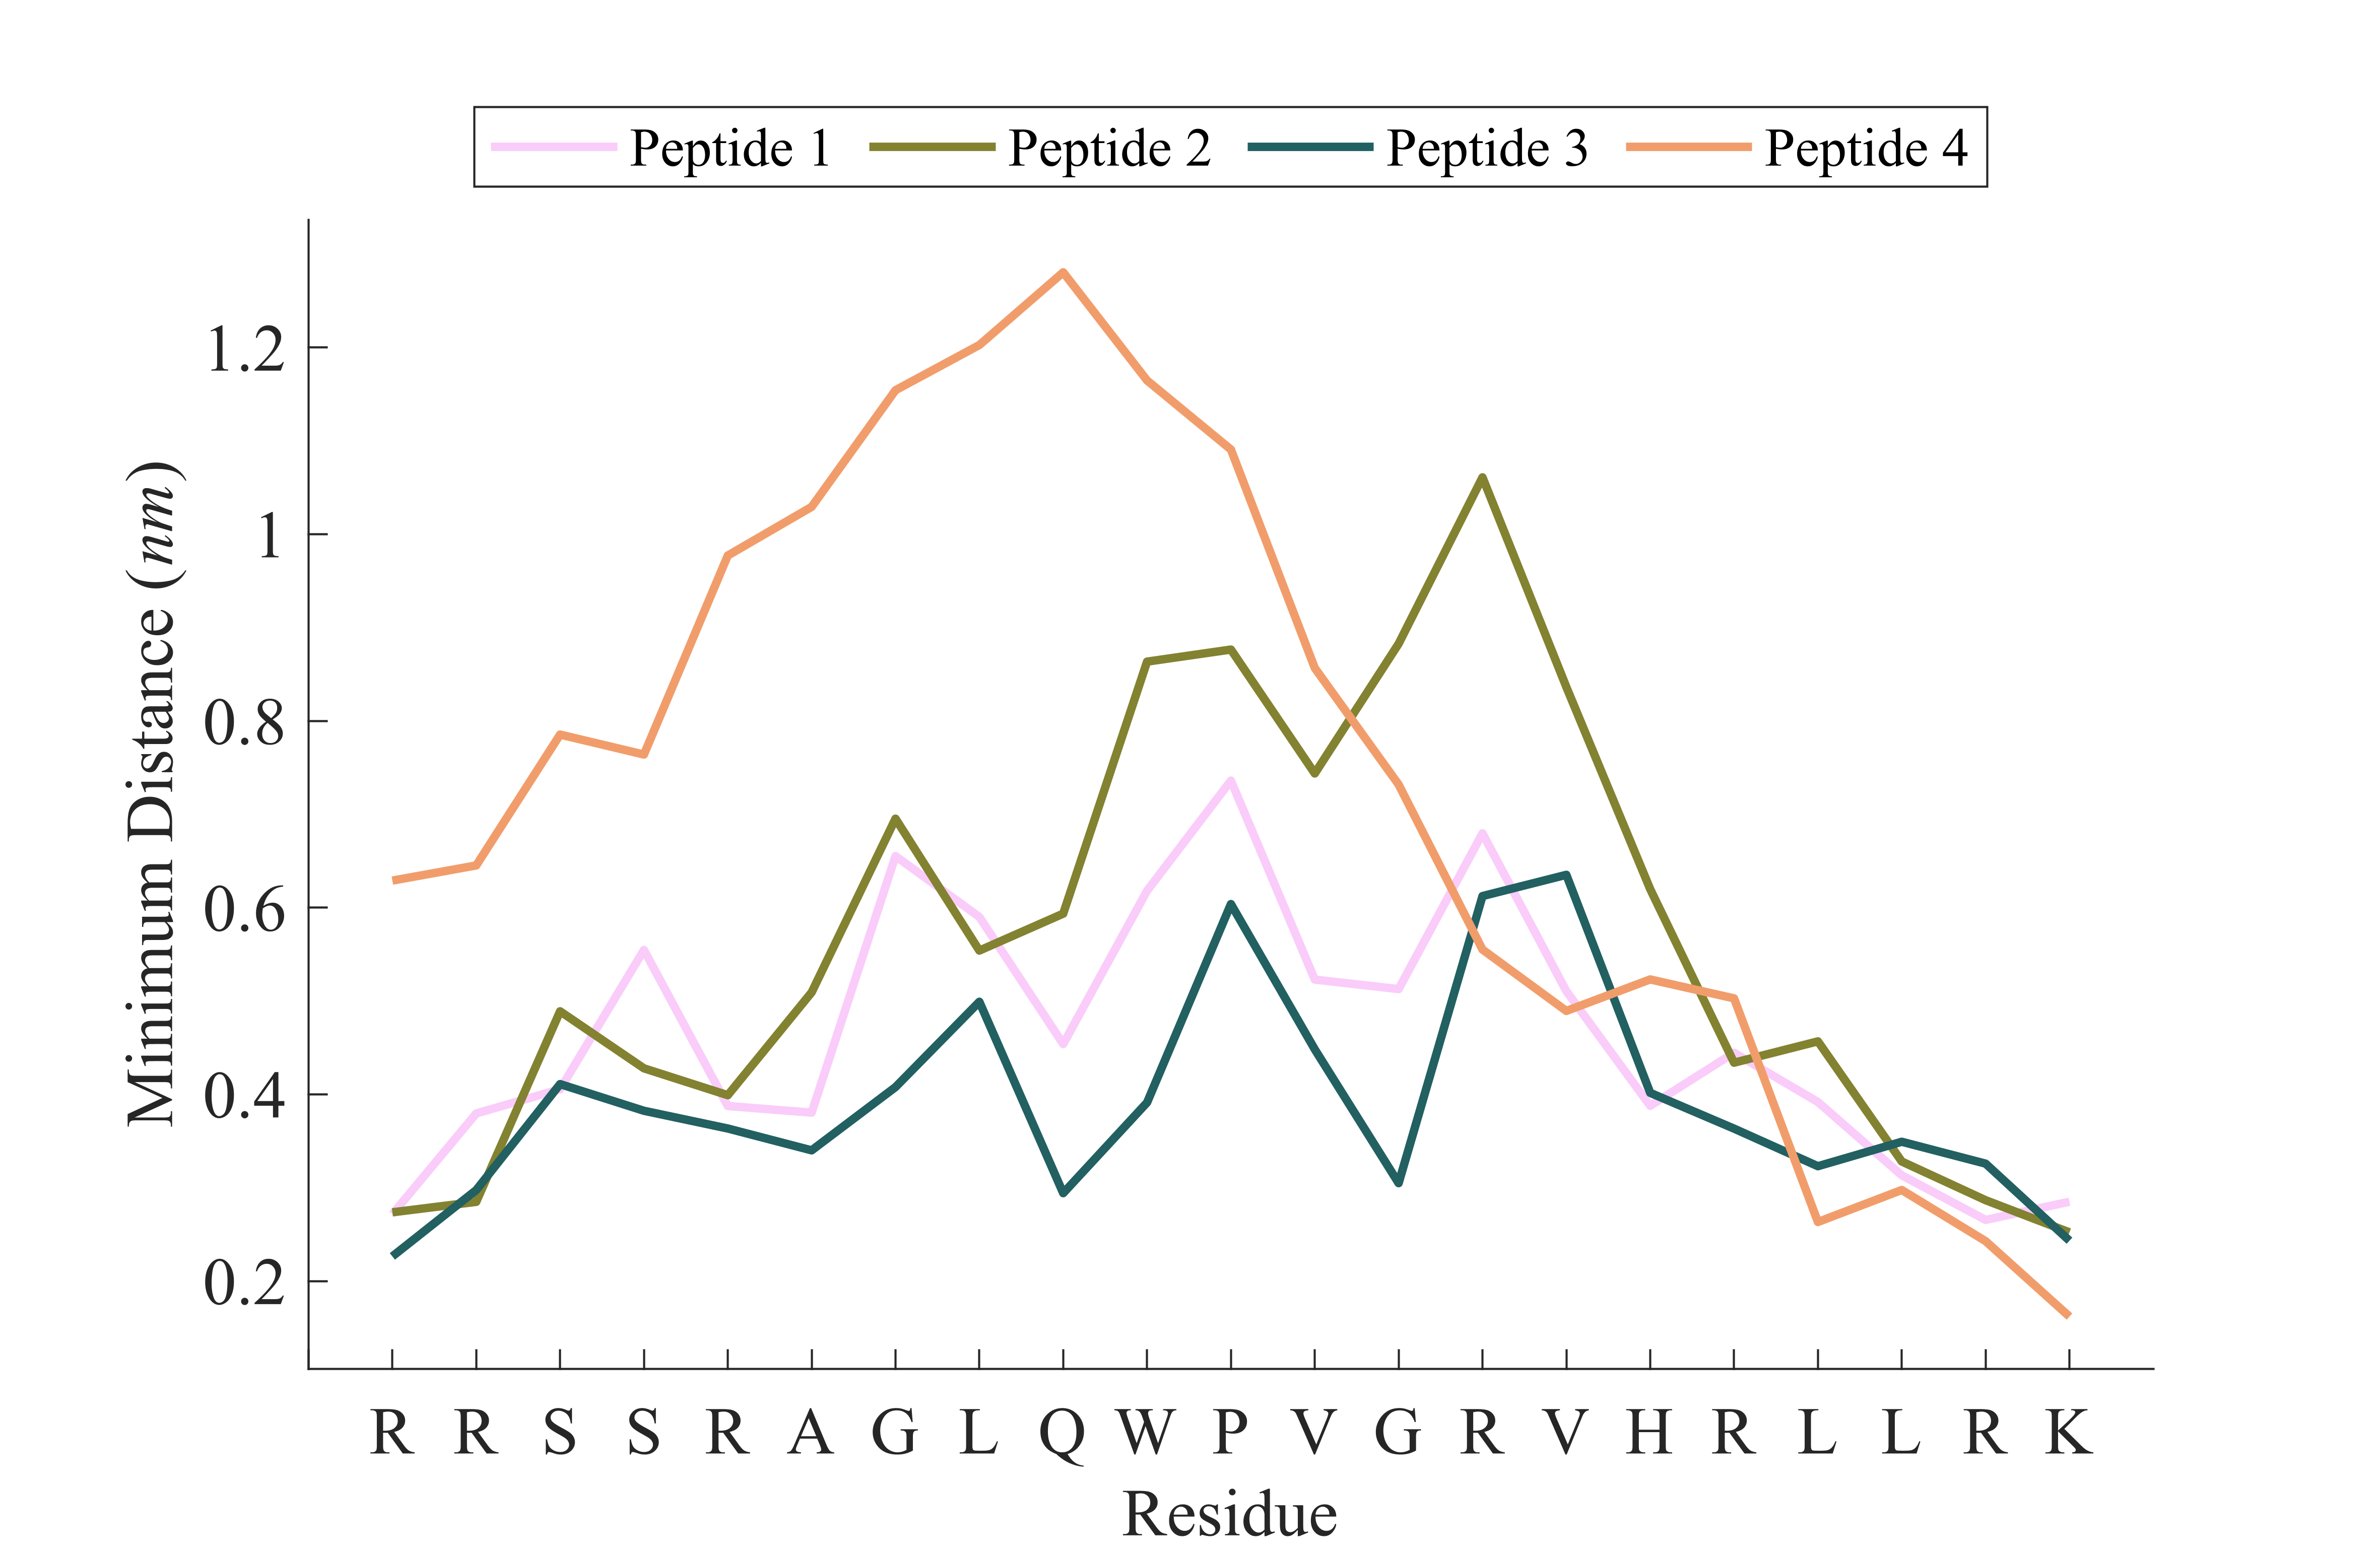 Peptide 1 Peptide 2 Peptide 3 Peptide 4
1.2
1
0.8
0.6
0.4
0.2
Minimum Distance (nm)
R R S S R A G L Q W P V G R V H R L L R K
Residue